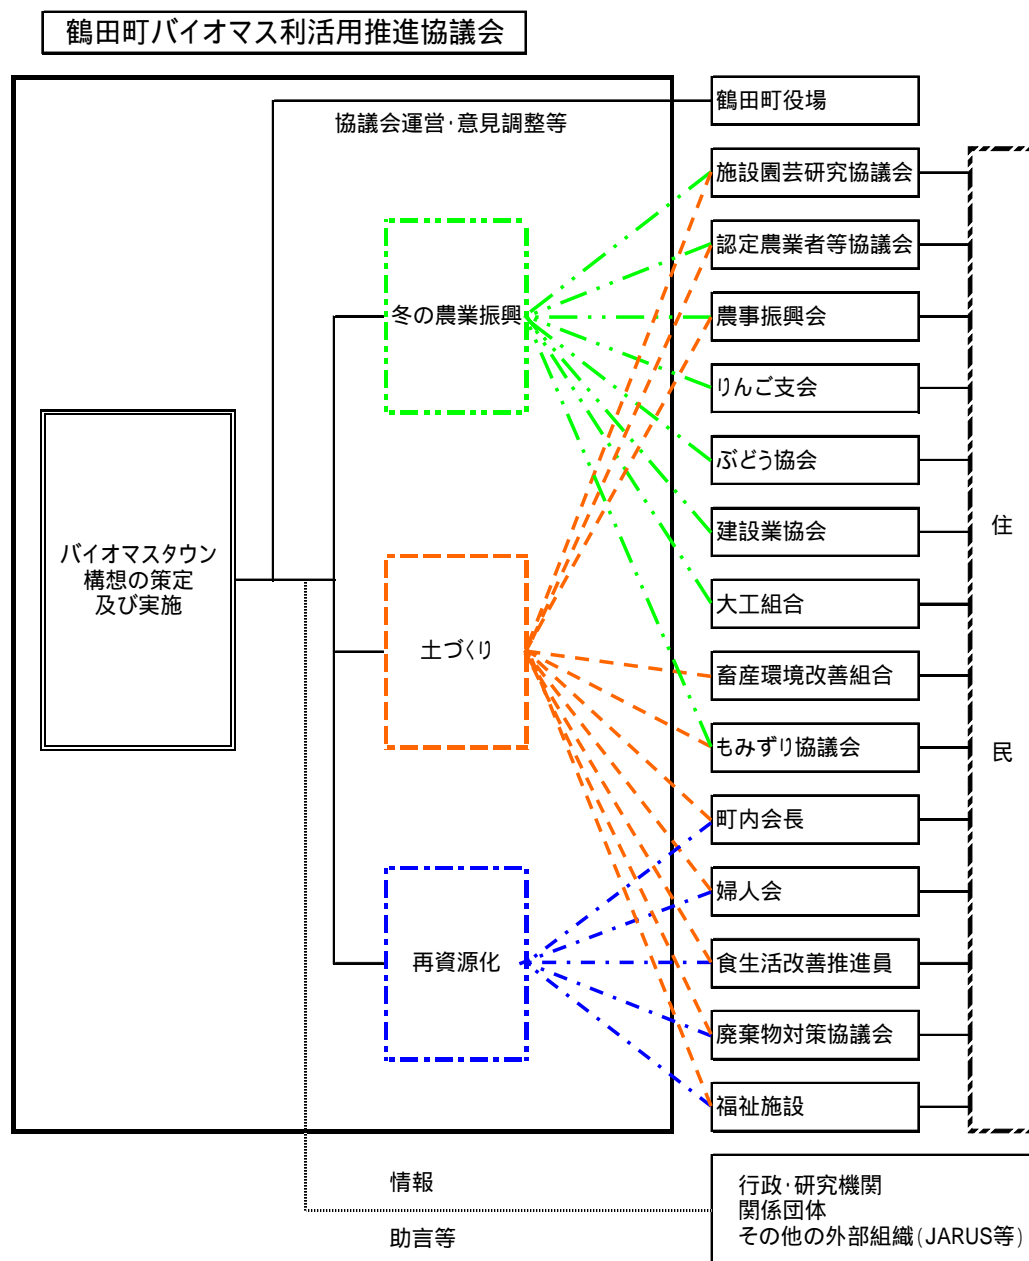 鶴田町バイオマス利活用推進協議会
鶴田町役場
協議会運営・意見調整等
施設園芸研究協議会
認定農業者等協議会
冬の農業振興
農事振興会
りんご支会
ぶどう協会
建設業協会
住
バイオマスタウン
構想の策定
及び実施
大工組合
土づくり
畜産環境改善組合
もみずり協議会
民
町内会長
婦人会
再資源化
食生活改善推進員
廃棄物対策協議会
福祉施設
情報
助言等
行政・研究機関
関係団体
その他の外部組織(JARUS等)